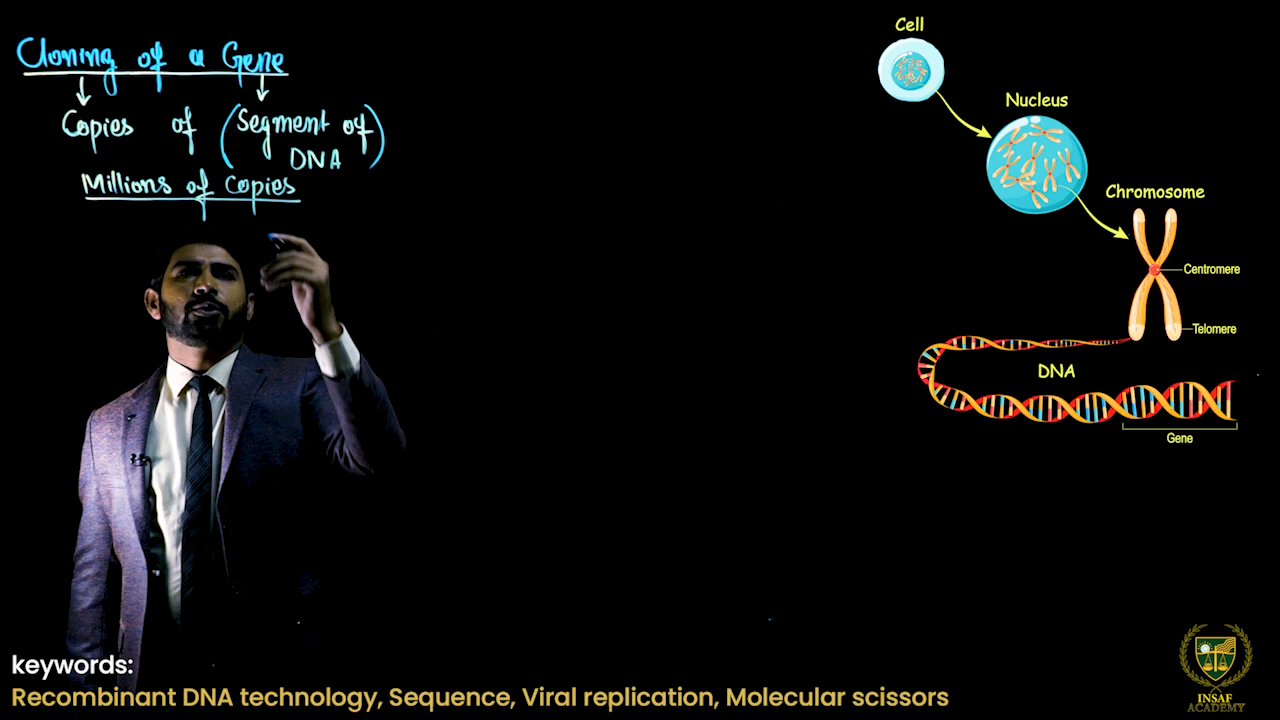 Cloning of a Gene
Copies of (Segment of
DNA)
Millions of Copies
Cell
Nucleus
Chromosome
Centromere
Telomere
DNA
Gene
keywords:
Recombinant DNA technology, Sequence, Viral replication, Molecular scissors
INSAF
ACADEMY